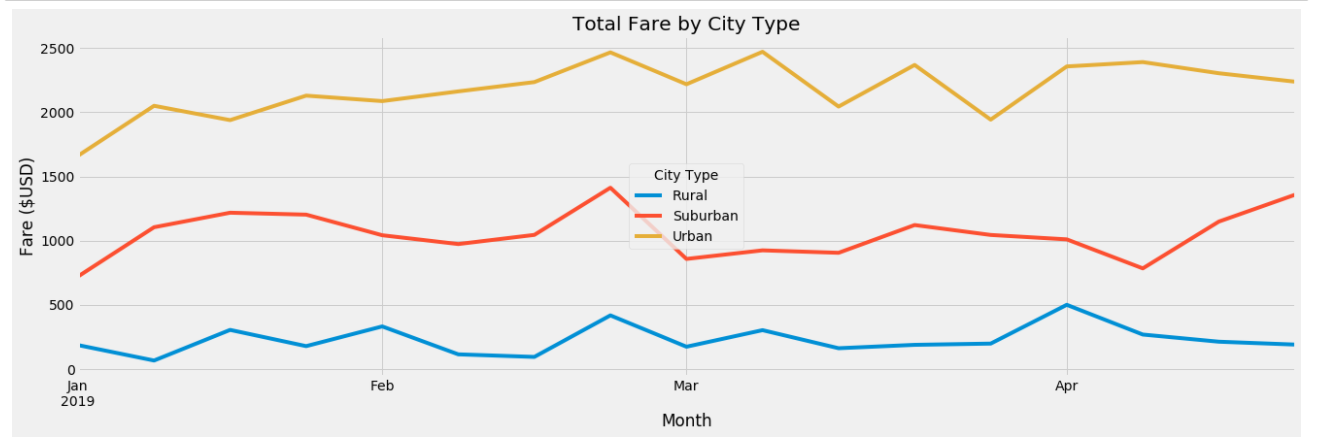 Total Fare by City Type
2500
2000
1500
1000
500
0
Fare ($USD)
City Type
Rural
Suburban
Urban
Jan
2019
Feb
Mar
Apr
Month